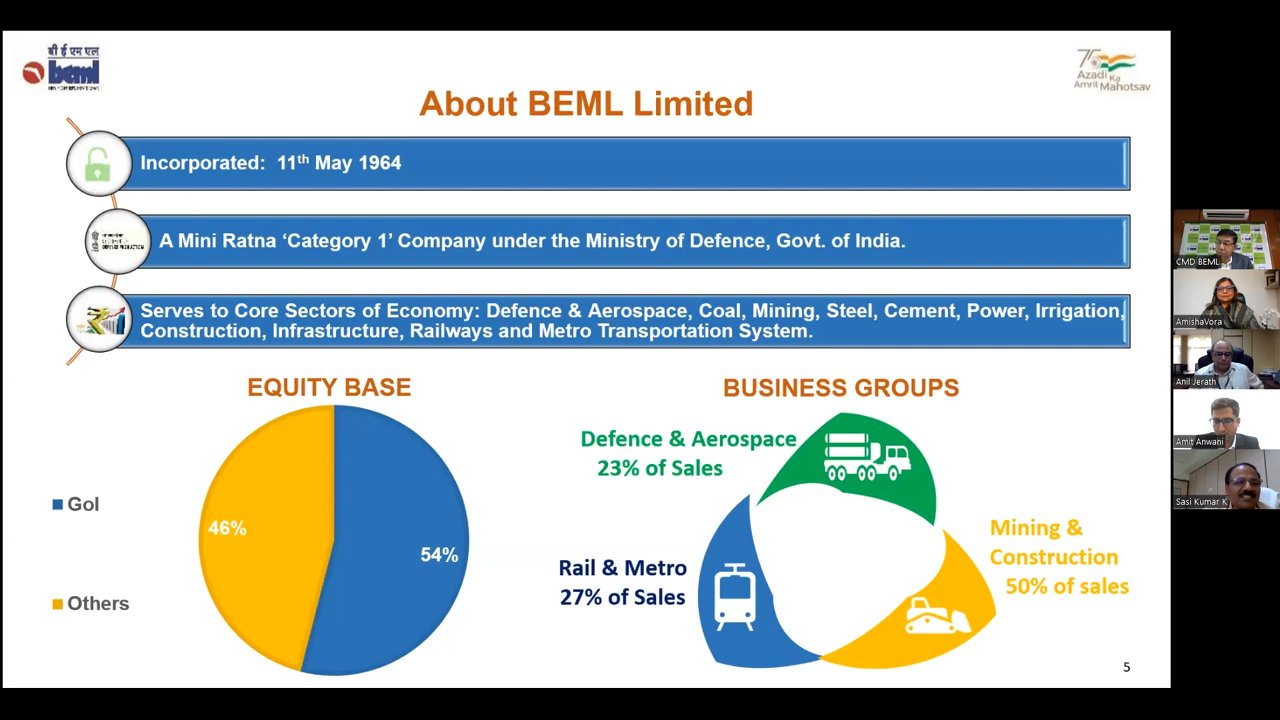 बी ई एम एल
beml
75
Azadi
Ka
Amrit Mahotsav
About BEML Limited
Incorporated: 11th May 1964
A Mini Ratna ‘Category 1’ Company under the Ministry of Defence, Govt. of India.
Serves to Core Sectors of Economy: Defence & Aerospace, Coal, Mining, Steel, Cement, Power, Irrigation,
Construction, Infrastructure, Railways and Metro Transportation System.
EQUITY BASE
GoI
Others
46%
54%
BUSINESS GROUPS
Defence & Aerospace
23% of Sales
Mining &
Construction
50% of sales
Rail & Metro
27% of Sales
5
CMD BEML
AmishaVora
Anil Jerath
Amit Anwani
Sasi Kumar K